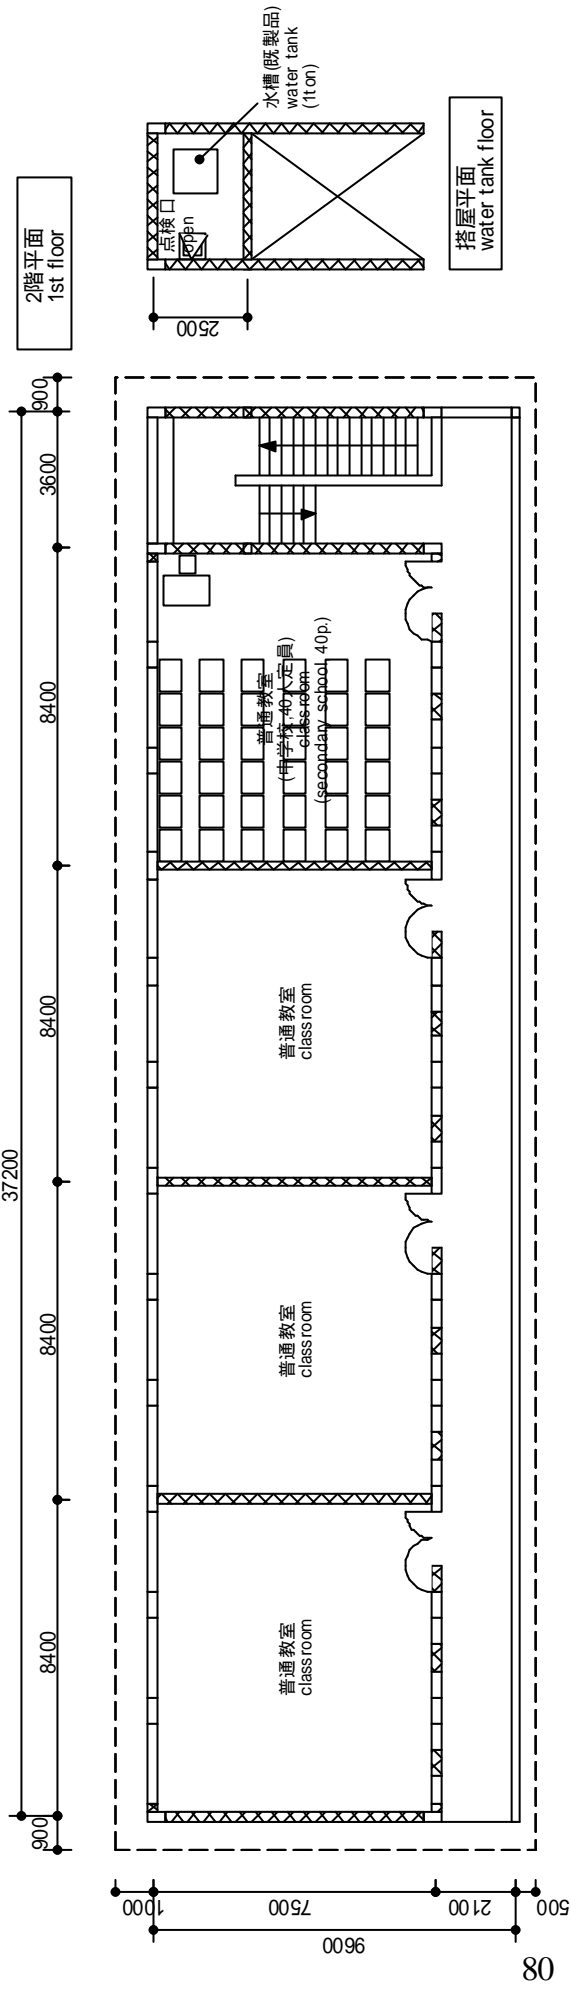 2階平面
1st floor
水槽(既製品)
water tank
(1ton)
点検口
open
搭屋平面
water tank floor
2500
37200
900
3600
8400
8400
8400
8400
900
普通教室
(中学校,40人定員)
classroom
(secondary school, 40p.)
普通教室
classroom
普通教室
classroom
普通教室
classroom
1000
7500
2100
500
9600
80